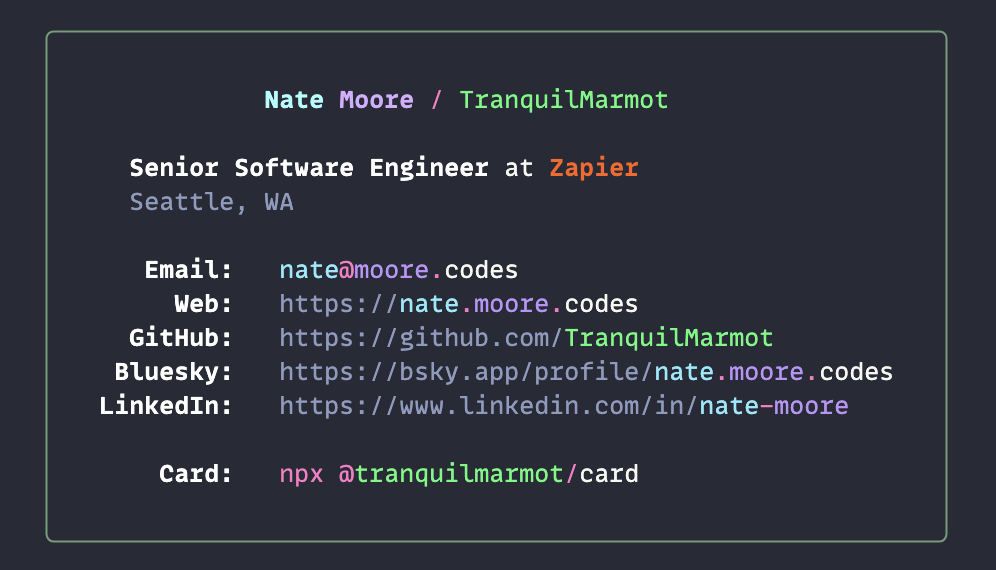 Nate Moore / TranquilMarmot
Senior Software Engineer at Zapier
Seattle, WA
Email: nate@moore.codes
Web: https://nate.moore.codes
GitHub: https://github.com/TranquilMarmot
Bluesky: https://bsky.app/profile/nate.moore.codes
LinkedIn: https://www.linkedin.com/in/nate-moore
Card: npx @tranquilmarmot/card